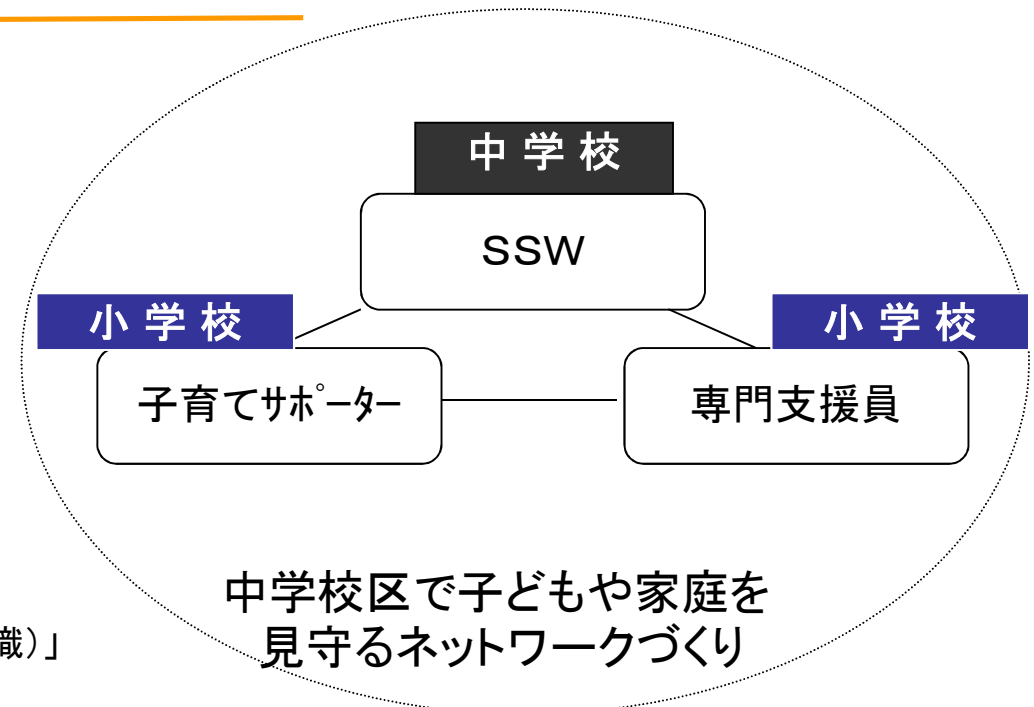 中学校
SSW
小学校
小学校
子育てｻﾎﾟｰﾀｰ
専門支援員
中学校区で子どもや家庭を
見守るネットワークづくり
職）」